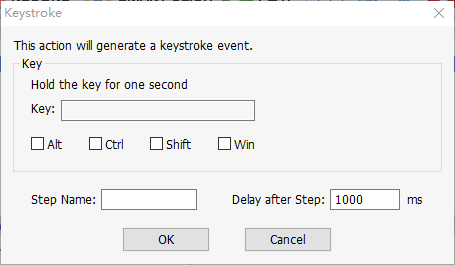 Keystroke
This action will generate a keystroke event.
Key
Hold the key for one second
Key:
Alt Ctrl Shift Win
Step Name: Delay after Step: 1000 ms
OK Cancel